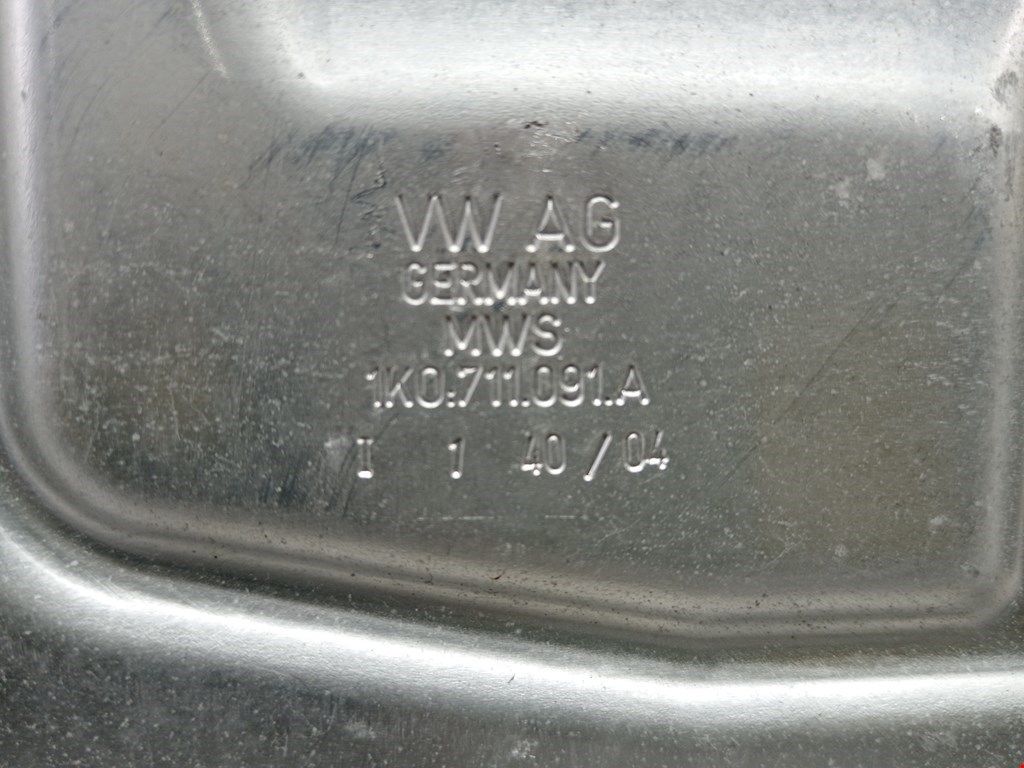 VW AG
GERMANY
MWS
1K0.711.091.A
I 1 40/04